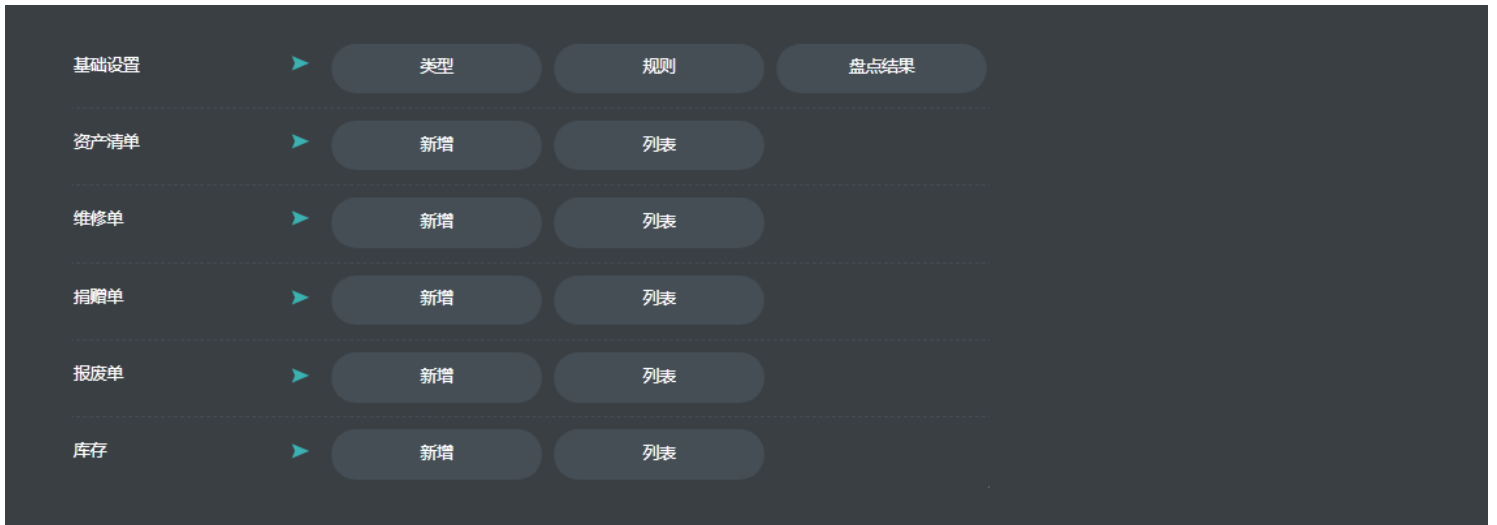 基础设置 类型 规则 盘点结果
资产清单 新增 列表
维修单 新增 列表
捐赠单 新增 列表
报废单 新增 列表
库存 新增 列表